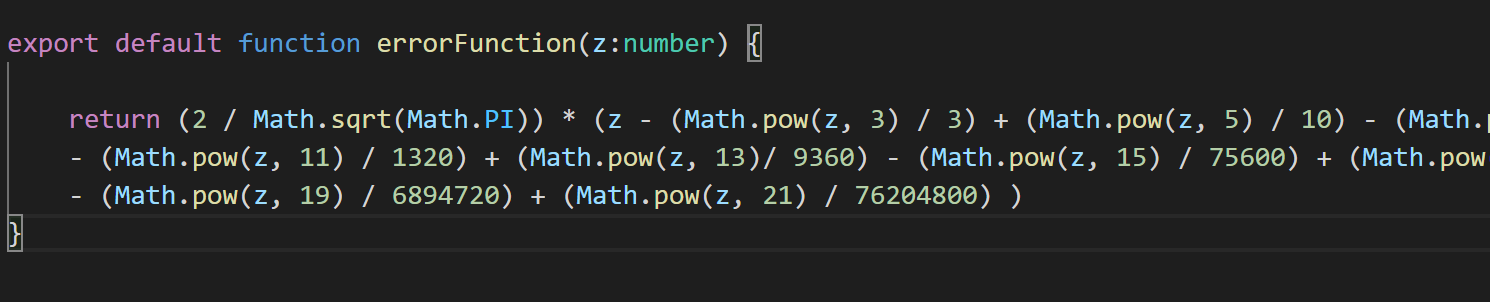 export default function errorFunction(z:number) {
return (2 / Math.sqrt(Math.PI)) * (z - (Math.pow(z, 3) / 3) + (Math.pow(z, 5) / 10) - (Math.
- (Math.pow(z, 11) / 1320) + (Math.pow(z, 13)/ 9360) - (Math.pow(z, 15) / 75600) + (Math.pow
- (Math.pow(z, 19) / 6894720) + (Math.pow(z, 21) / 76204800) )
}